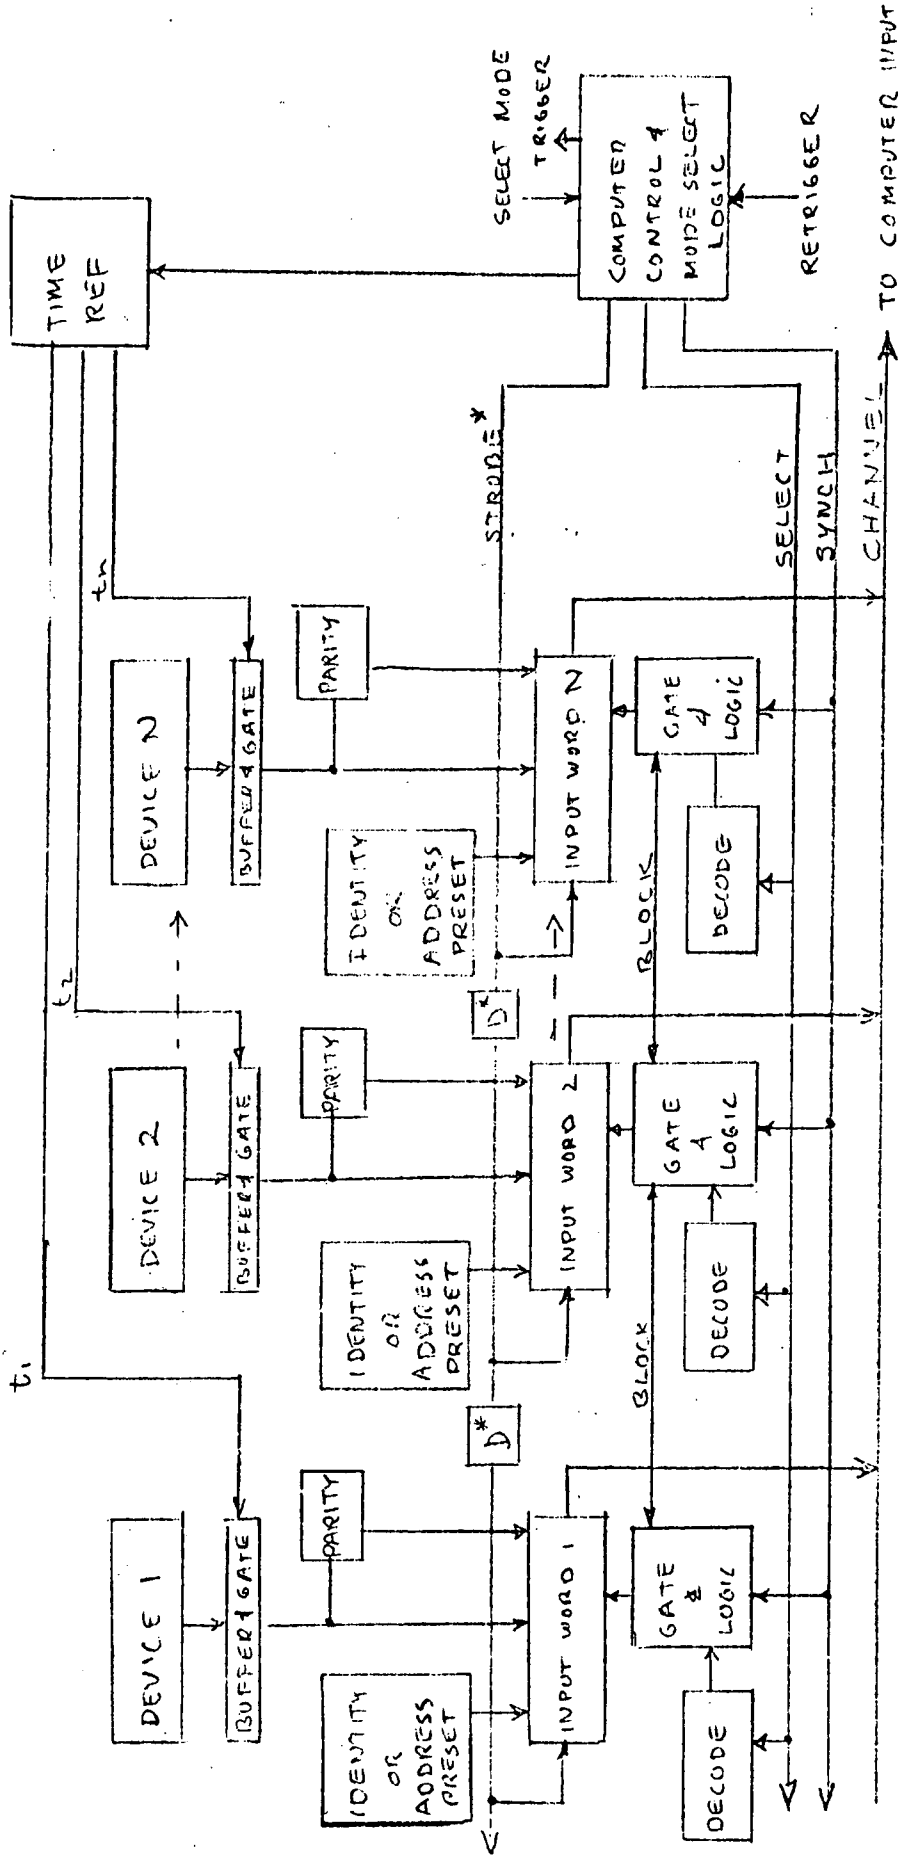 t1
t2
tn
TIME
REF
DEVICE 1
DEVICE 2
DEVICE N
BUFFER & GATE
BUFFER & GATE
BUFFER & GATE
PARITY
PARITY
PARITY
IDENTITY
OR
ADDRESS
PRESET
IDENTITY
OR
ADDRESS
PRESET
IDENTITY
OR
ADDRESS
PRESET
D*
D*
STROBE*
SELECT MODE
TRIGGER
COMPUTER
CONTROL &
MODE SELECT
LOGIC
RETRIGGER
INPUT WORD 1
INPUT WORD 2
INPUT WORD N
GATE
&
LOGIC
GATE
&
LOGIC
GATE
&
LOGIC
BLOCK
BLOCK
DECODE
DECODE
DECODE
SELECT
SYNCH
CHANNEL
TO COMPUTER INPUT